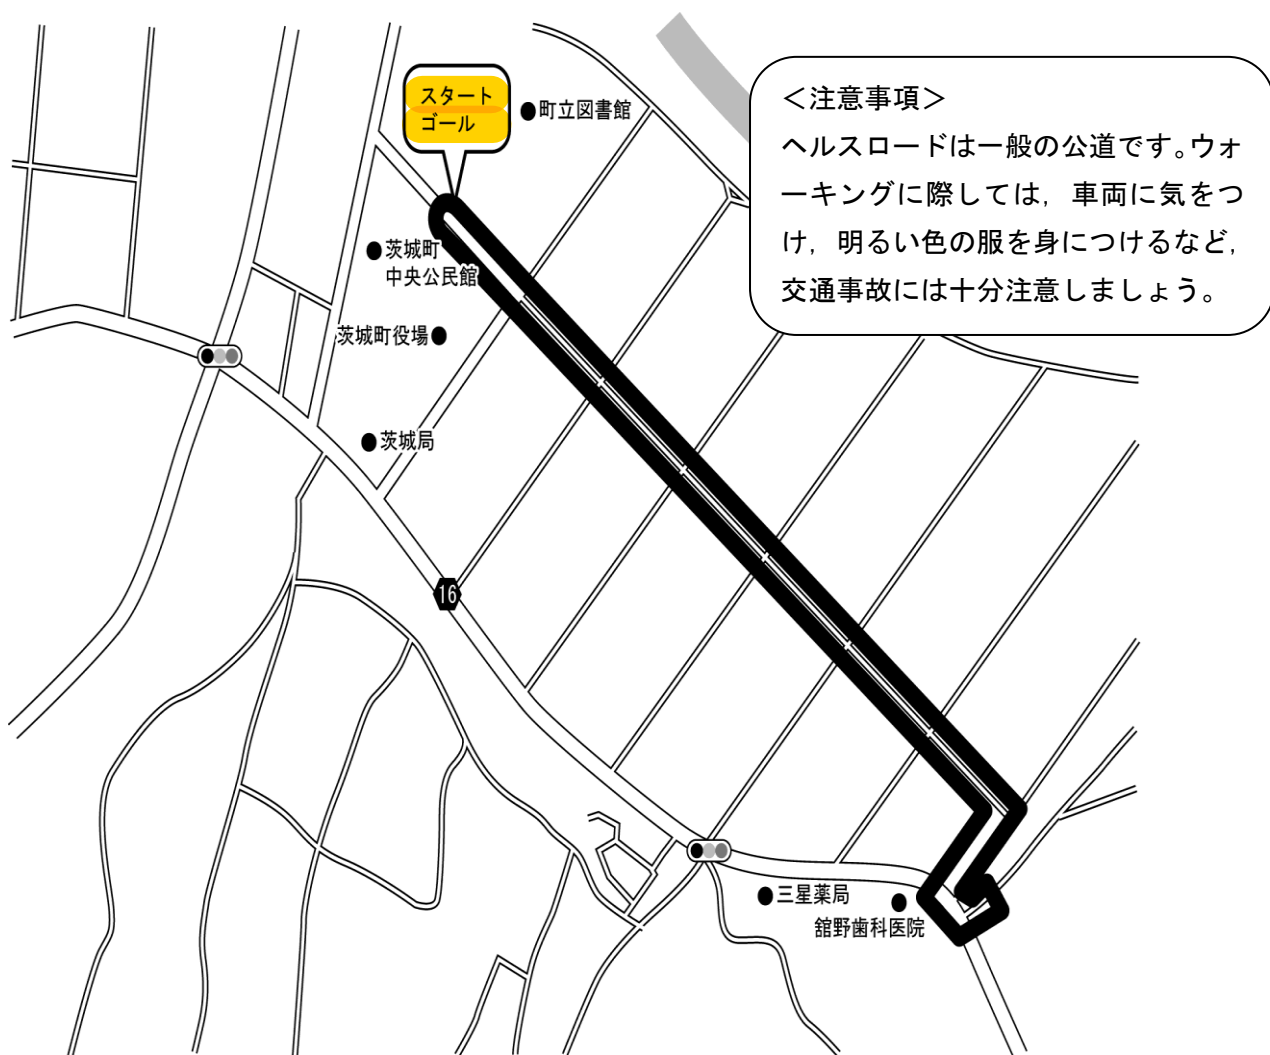 スタート
ゴール
町立図書館
<注意事項>
ヘルスロードは一般の公道です。ウォ
ーキングに際しては，車両に気をつ
け，明るい色の服を身につけるなど，
交通事故には十分注意しましょう。
茨城町
中央公民館
茨城町役場
茨城局
16
三星薬局
舘野歯科医院